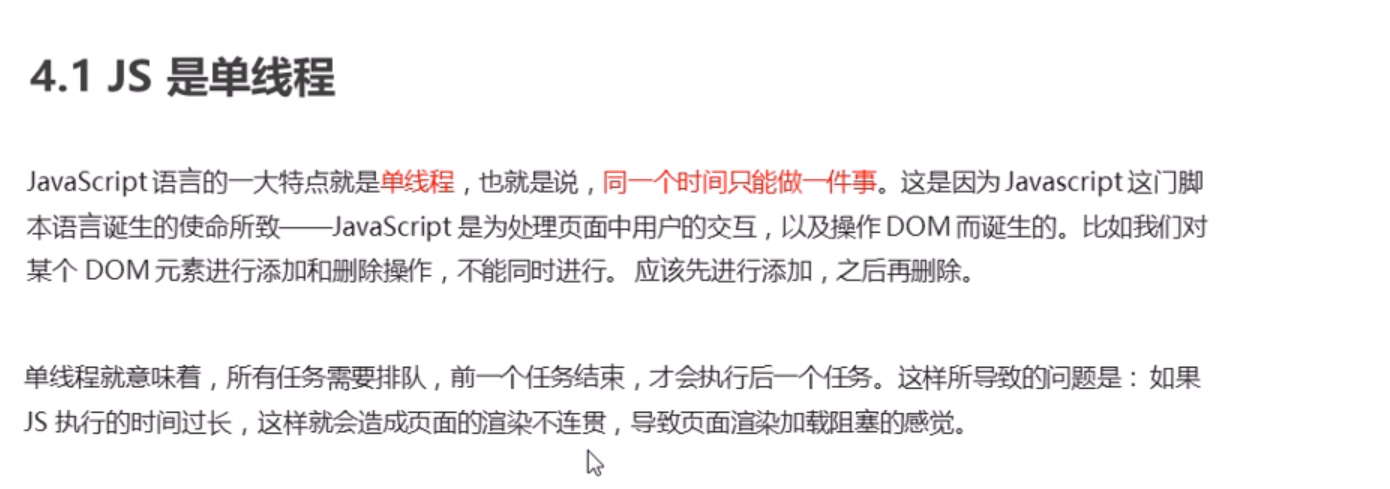 4.1 JS 是单线程
JavaScript 语言的一大特点就是单线程，也就是说，同一个时间只能做一件事。这是因为 Javascript 这门脚
本语言诞生的使命所致——JavaScript 是为处理页面中用户的交互，以及操作 DOM 而诞生的。比如我们对
某个 DOM 元素进行添加和删除操作，不能同时进行。 应该先进行添加，之后再删除。
单线程就意味着，所有任务需要排队，前一个任务结束，才会执行后一个任务。这样所导致的问题是： 如果
JS 执行的时间过长，这样就会造成页面的渲染不连贯，导致页面渲染加载阻塞的感觉。